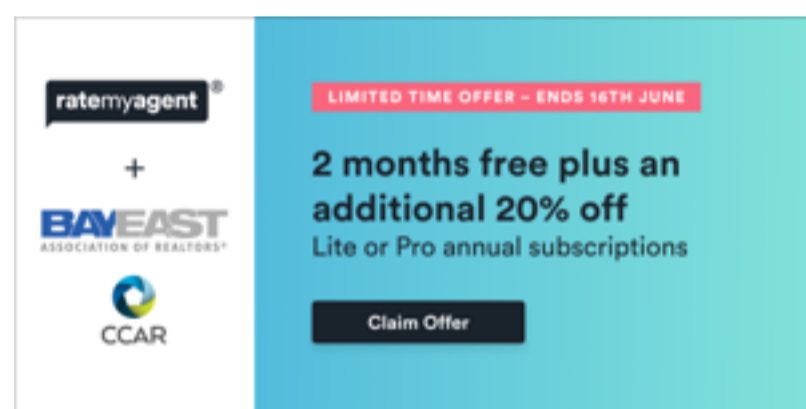 ratemyagent®
+
BAYEAST
ASSOCIATION OF REALTORS®
CCAR
LIMITED TIME OFFER – ENDS 16TH JUNE
2 months free plus an
additional 20% off
Lite or Pro annual subscriptions
Claim Offer